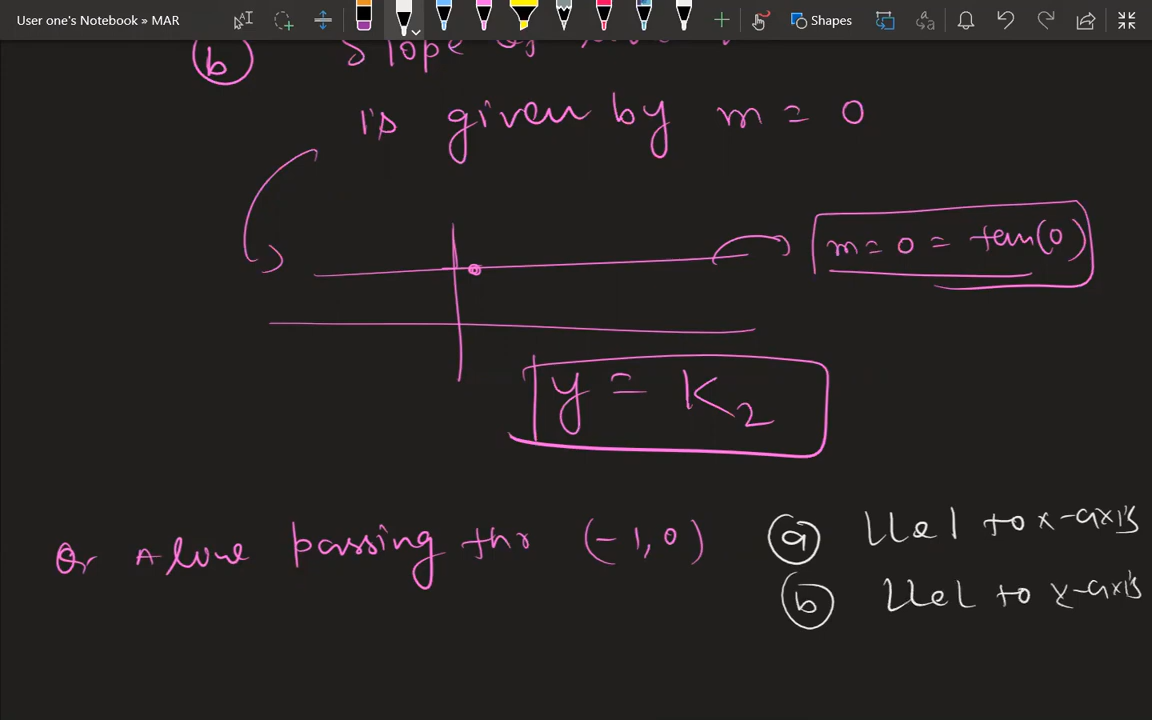 User one's Notebook » MAR
Shapes
(b) Slope of
is given by m = 0
m = 0 = tan(0)
y = K2
Q. A line passing thr (-1,0) (a) llel to x-axis
(b) llel to x-axis